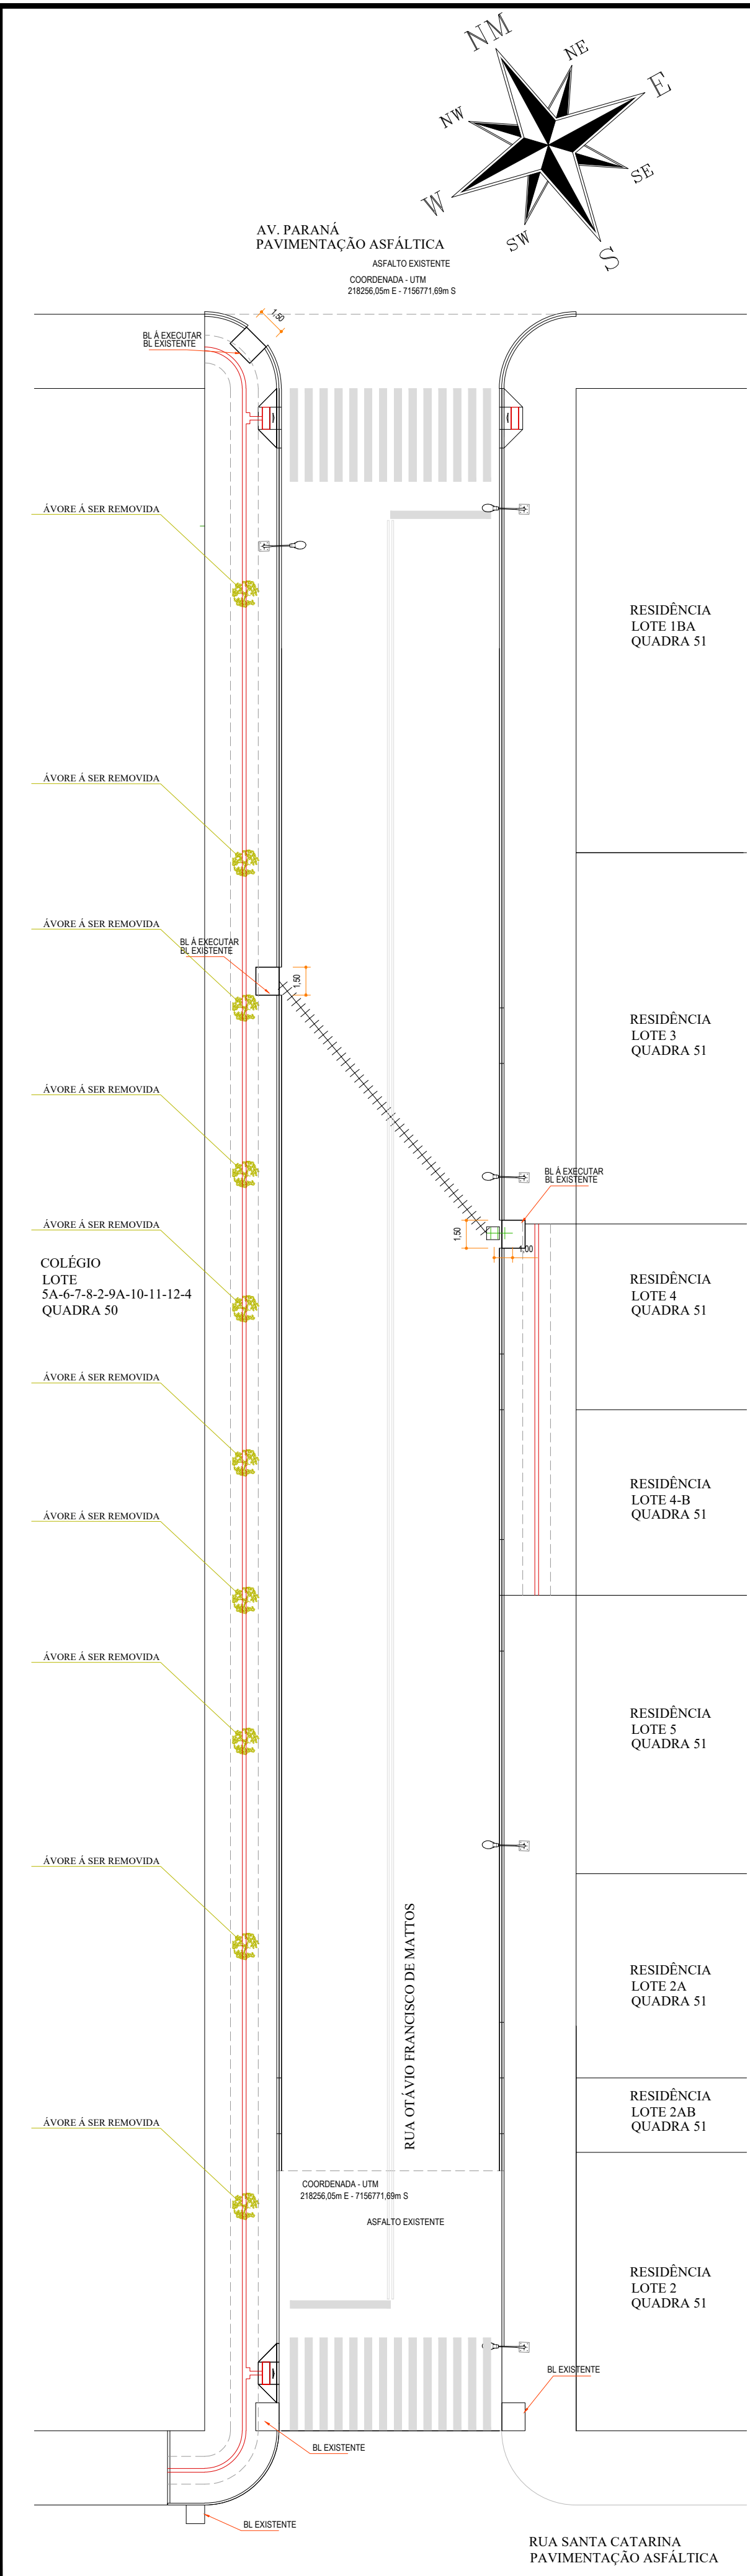 NM
NE
E
NW
SE
W
SW
S
AV. PARANÁ
PAVIMENTAÇÃO ASFÁLTICA
ASFALTO EXISTENTE
COORDENADA - UTM
218256,05m E - 7156771,69m S
1,50
BL À EXECUTAR
BL EXISTENTE
ÁVORE Á SER REMOVIDA
RESIDÊNCIA
LOTE 1BA
QUADRA 51
ÁVORE Á SER REMOVIDA
ÁVORE Á SER REMOVIDA
BL À EXECUTAR
BL EXISTENTE
1,50
RESIDÊNCIA
LOTE 3
QUADRA 51
ÁVORE Á SER REMOVIDA
BL À EXECUTAR
BL EXISTENTE
1,50
1,00
ÁVORE Á SER REMOVIDA
COLÉGIO
LOTE
5A-6-7-8-2-9A-10-11-12-4
QUADRA 50
RESIDÊNCIA
LOTE 4
QUADRA 51
ÁVORE Á SER REMOVIDA
RESIDÊNCIA
LOTE 4-B
QUADRA 51
ÁVORE Á SER REMOVIDA
ÁVORE Á SER REMOVIDA
RESIDÊNCIA
LOTE 5
QUADRA 51
ÁVORE Á SER REMOVIDA
RUA OTÁVIO FRANCISCO DE MATTOS
RESIDÊNCIA
LOTE 2A
QUADRA 51
RESIDÊNCIA
LOTE 2AB
QUADRA 51
ÁVORE Á SER REMOVIDA
COORDENADA - UTM
218256,05m E - 7156771,69m S
ASFALTO EXISTENTE
RESIDÊNCIA
LOTE 2
QUADRA 51
BL EXISTENTE
BL EXISTENTE
BL EXISTENTE
RUA SANTA CATARINA
PAVIMENTAÇÃO ASFÁLTICA